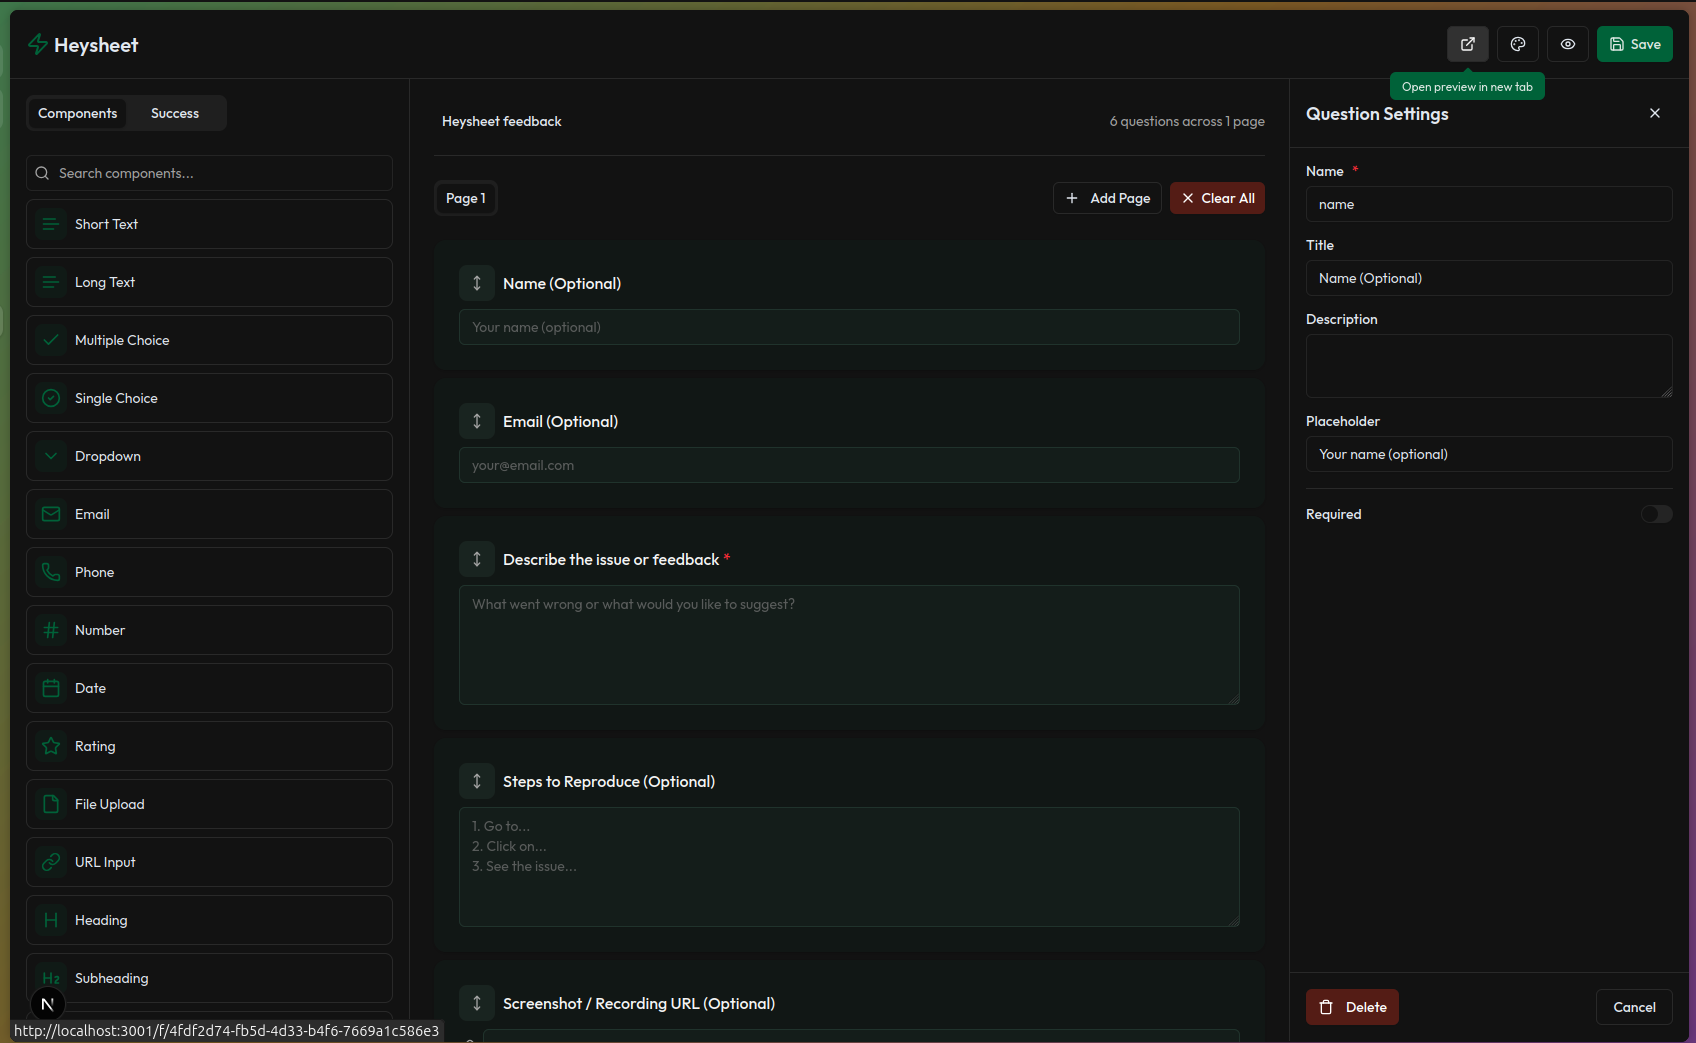 Heysheet
Save
Open preview in new tab
Components
Success
Search components...
Short Text
Long Text
Multiple Choice
Single Choice
Dropdown
Email
Phone
Number
Date
Rating
File Upload
URL Input
Heading
H2 Subheading
N
http://localhost:3001/f/4fdf2d74-fb5d-4d33-b4f6-7669a1c586e3
Heysheet feedback
6 questions across 1 page
Page 1
Add Page
Clear All
Name (Optional)
Your name (optional)
Email (Optional)
your@email.com
Describe the issue or feedback *
What went wrong or what would you like to suggest?
Steps to Reproduce (Optional)
1. Go to...
2. Click on...
3. See the issue...
Screenshot / Recording URL (Optional)
Question Settings
Name *
name
Title
Name (Optional)
Description
Placeholder
Your name (optional)
Required
Delete
Cancel